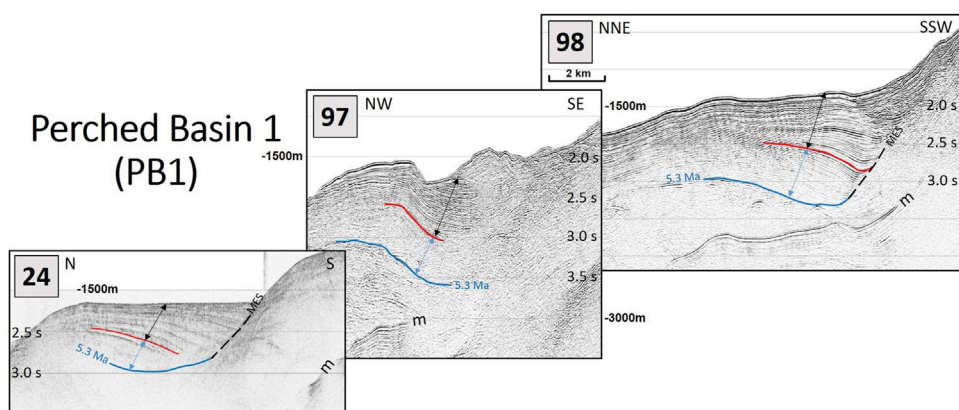 Perched Basin 1
(PB1)
24
N
S
-1500m
2.5 s
3.0 s
5.3 Ma
MES
m
97
NW
SE
-1500m
2.0 s
2.5 s
3.0 s
3.5 s
5.3 Ma
m
-3000m
98
NNE
SSW
2 km
-1500m
2.0 s
2.5 s
3.0 s
5.3 Ma
MES
m